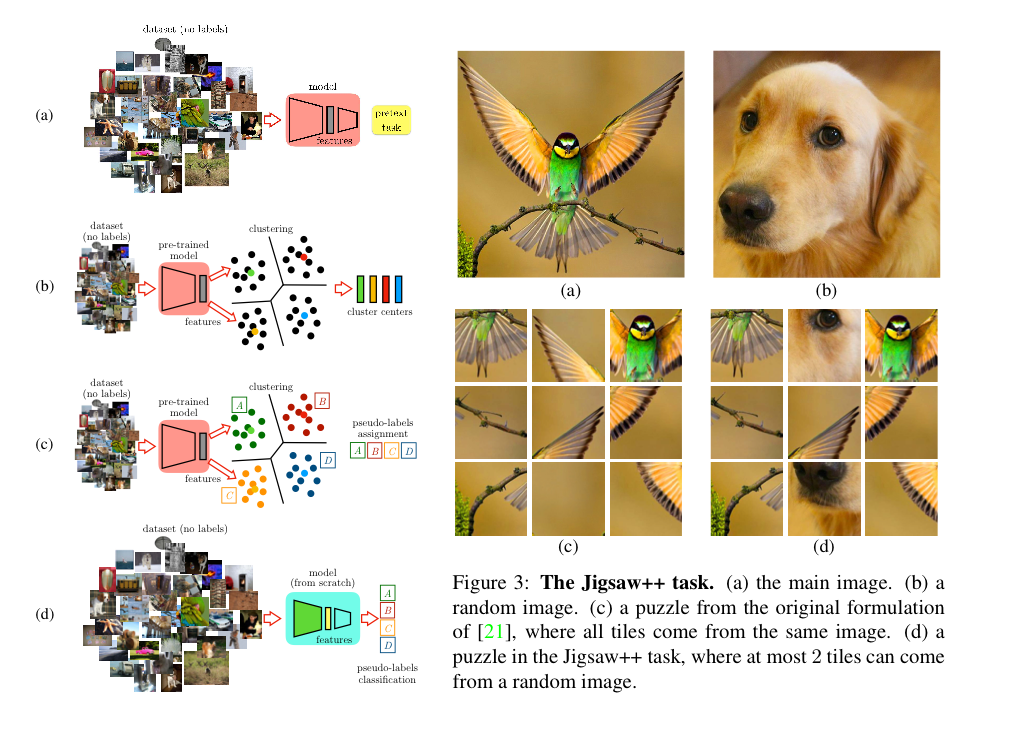 dataset (no labels)
(a)
model
features
pretext
task
dataset
(no labels)
(b)
pre-trained
model
features
clustering
cluster centers
dataset
(no labels)
(c)
pre-trained
model
features
clustering
A
B
C
D
pseudo-labels
assignment
A B C D
dataset (no labels)
(d)
model
(from scratch)
features
A
B
C
D
pseudo-labels
classification
(a)
(b)
(c)
(d)
Figure 3: The Jigsaw++ task. (a) the main image. (b) a
random image. (c) a puzzle from the original formulation
of [21], where all tiles come from the same image. (d) a
puzzle in the Jigsaw++ task, where at most 2 tiles can come
from a random image.